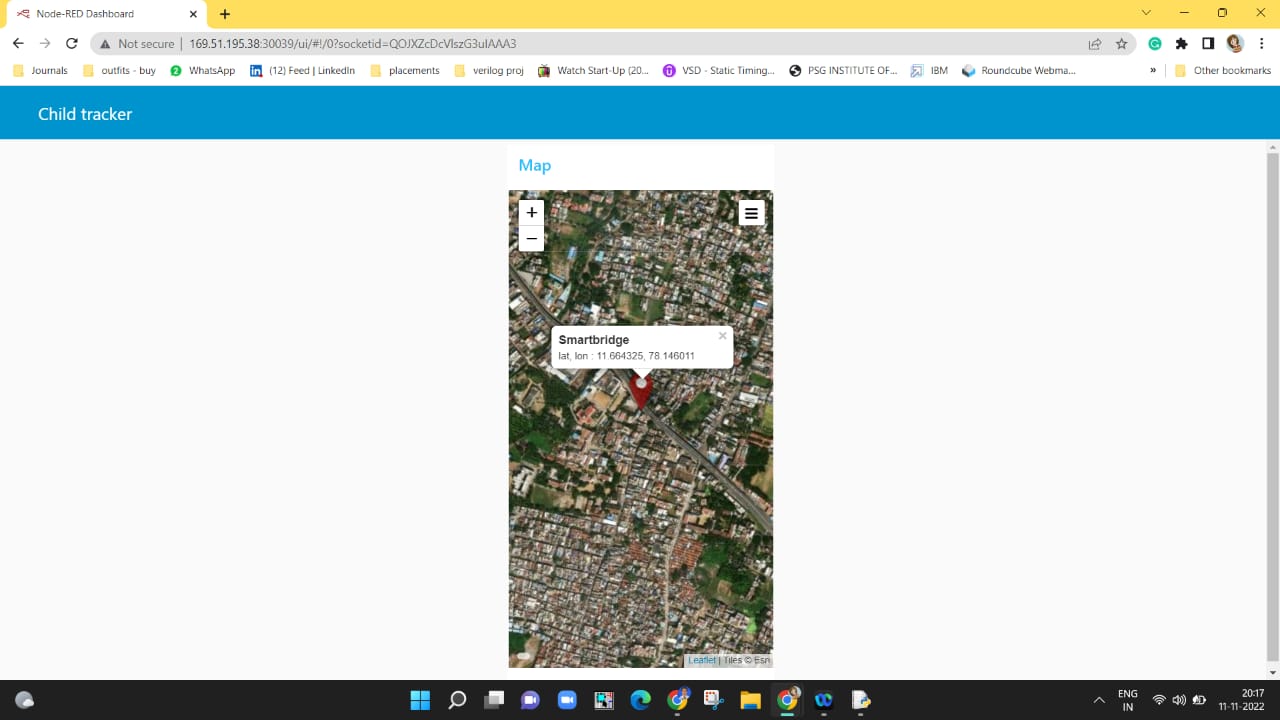 Node-RED Dashboard
Not secure | 169.51.195.38:30039/ui/#!/0?socketid=QOJXZcDcVlszG3uIAAA3
Journals outfits - buy WhatsApp (12) Feed | LinkedIn placements verilog proj Watch Start-Up (20... VSD - Static Timing... PSG INSTITUTE OF... IBM Roundcube Webma... » Other bookmarks
Child tracker
Map
+
−
Smartbridge ×
lat, lon : 11.664325, 78.146011
Leaflet | Tiles © Esri
ENG 20:17
IN 11-11-2022